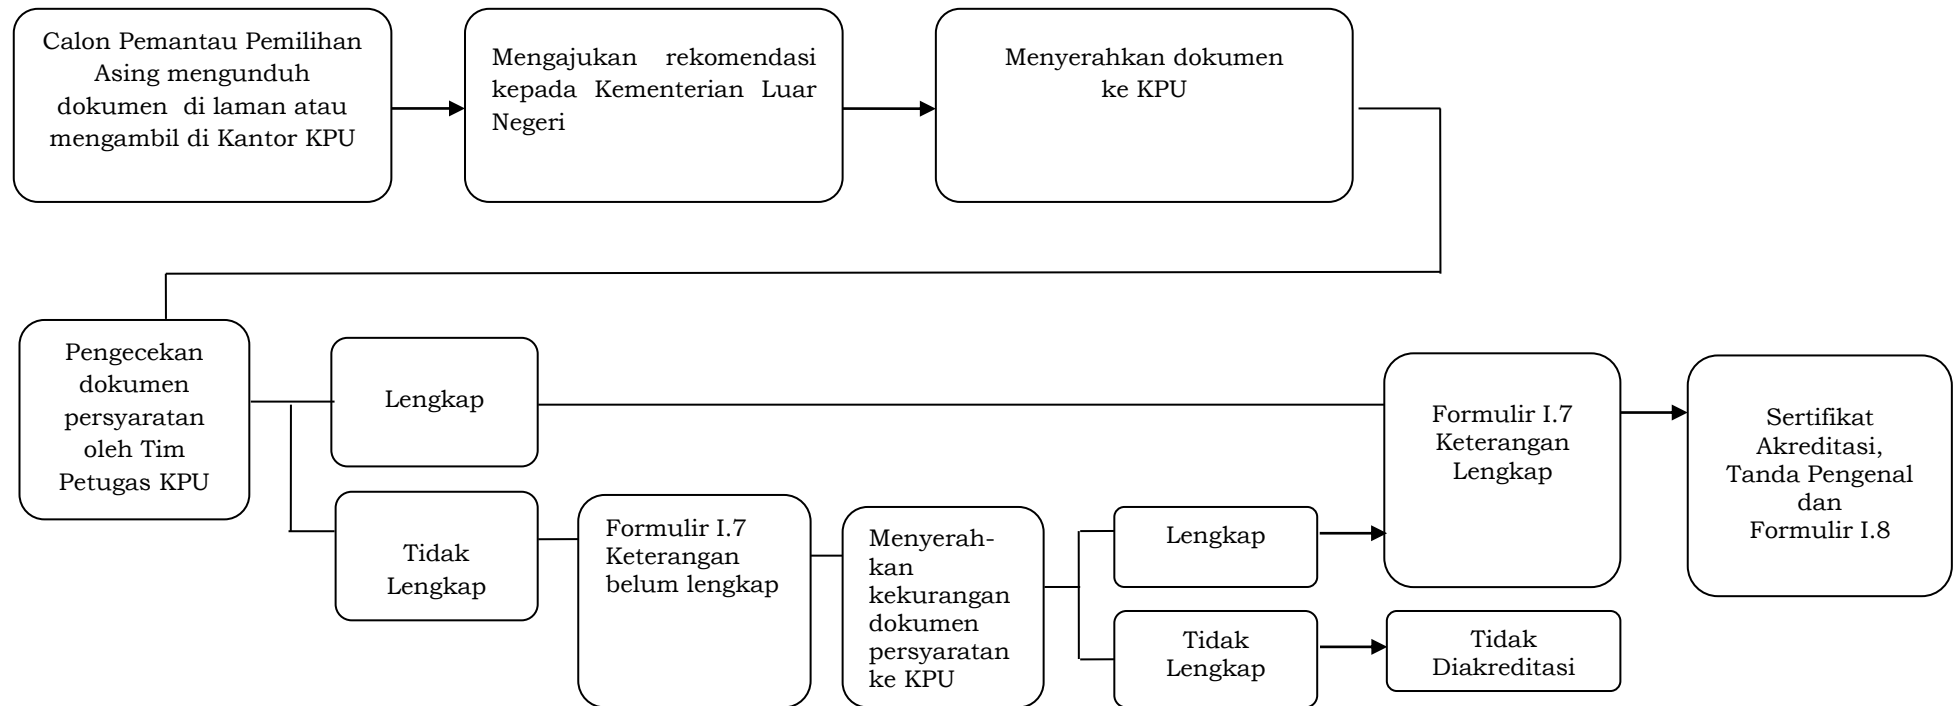 Calon Pemantau Pemilihan
Asing mengunduh
dokumen di laman atau
mengambil di Kantor KPU
Mengajukan rekomendasi
kepada Kementerian Luar
Negeri
Menyerahkan dokumen
ke KPU
Pengecekan
dokumen
persyaratan
oleh Tim
Petugas KPU
Lengkap
Tidak
Lengkap
Formulir I.7
Keterangan
belum lengkap
Menyerah-
kan
kekurangan
dokumen
persyaratan
ke KPU
Lengkap
Tidak
Lengkap
Formulir I.7
Keterangan
Lengkap
Tidak
Diakreditasi
Sertifikat
Akreditasi,
Tanda Pengenal
dan
Formulir I.8